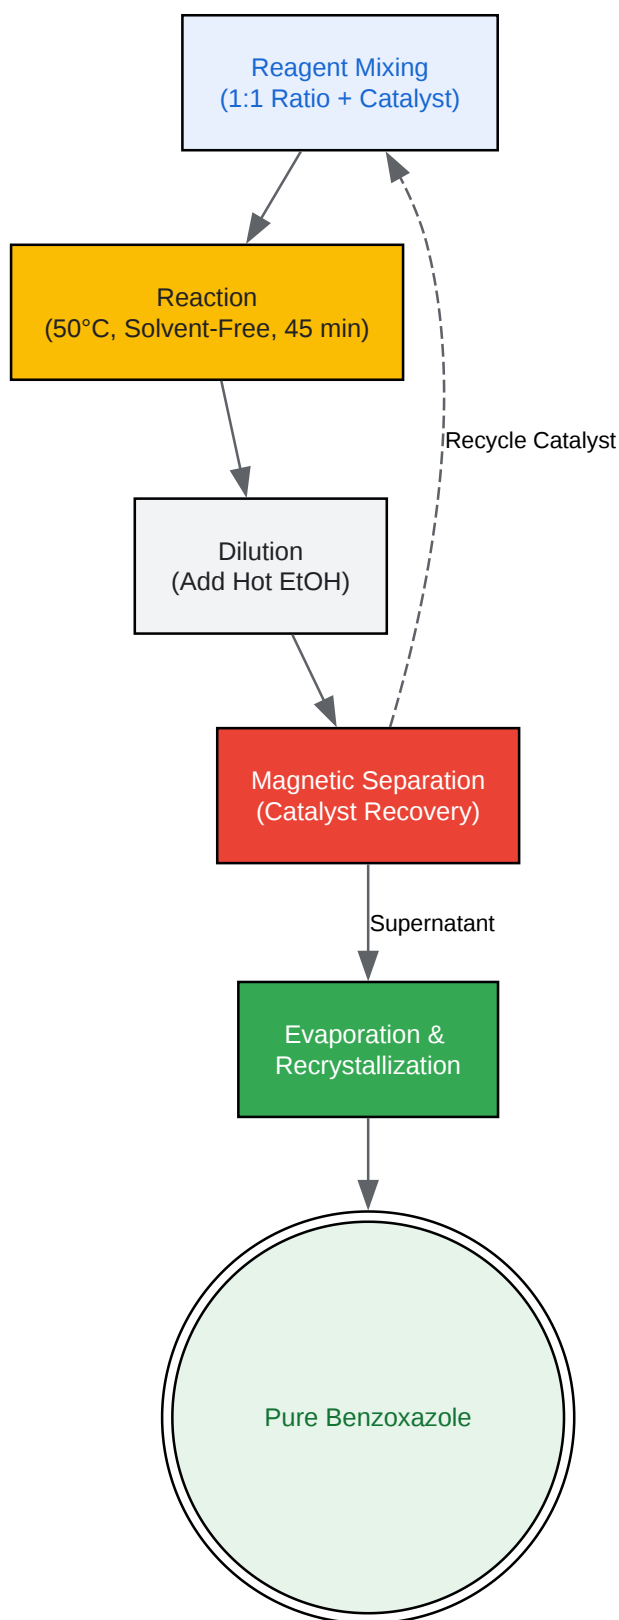 Reagent Mixing
(1:1 Ratio + Catalyst)
Reaction
(50°C, Solvent-Free, 45 min)
Recycle Catalyst
Dilution
(Add Hot EtOH)
Magnetic Separation
(Catalyst Recovery)
Supernatant
Evaporation &
Recrystallization
Pure Benzoxazole